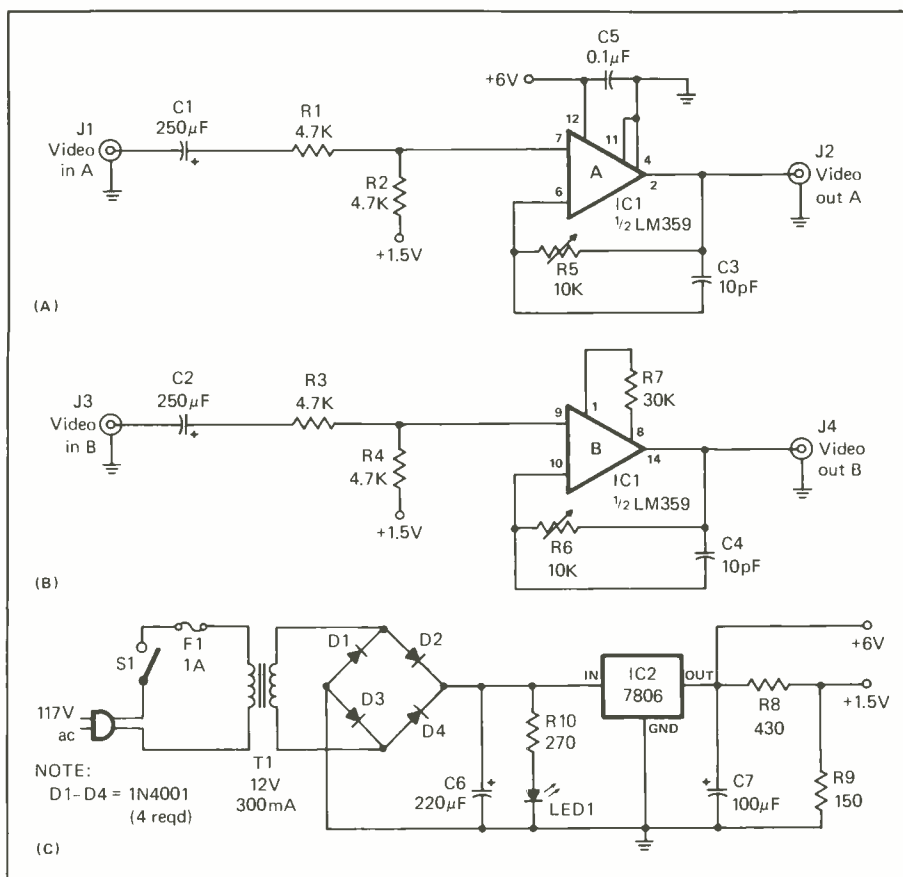 C5
0.1µF
+6V
C1
250µF
+
R1
4.7K
J1
Video
in A
R2
4.7K
+1.5V
12
11
7
4
2
6
A
IC1
1/2 LM359
J2
Video
out A
R5
10K
C3
10pF
(A)
C2
250µF
+
R3
4.7K
J3
Video
in B
R4
4.7K
+1.5V
R7
30K
1
8
9
10
14
B
IC1
1/2 LM359
J4
Video
out B
R6
10K
C4
10pF
(B)
S1
F1
1A
117V
ac
T1
12V
300mA
D1
D2
D3
D4
NOTE:
D1-D4 = 1N4001
(4 reqd)
C6
220µF
+
R10
270
LED1
IN
IC2
7806
OUT
GND
R8
430
+6V
+1.5V
+
C7
100µF
R9
150
(C)